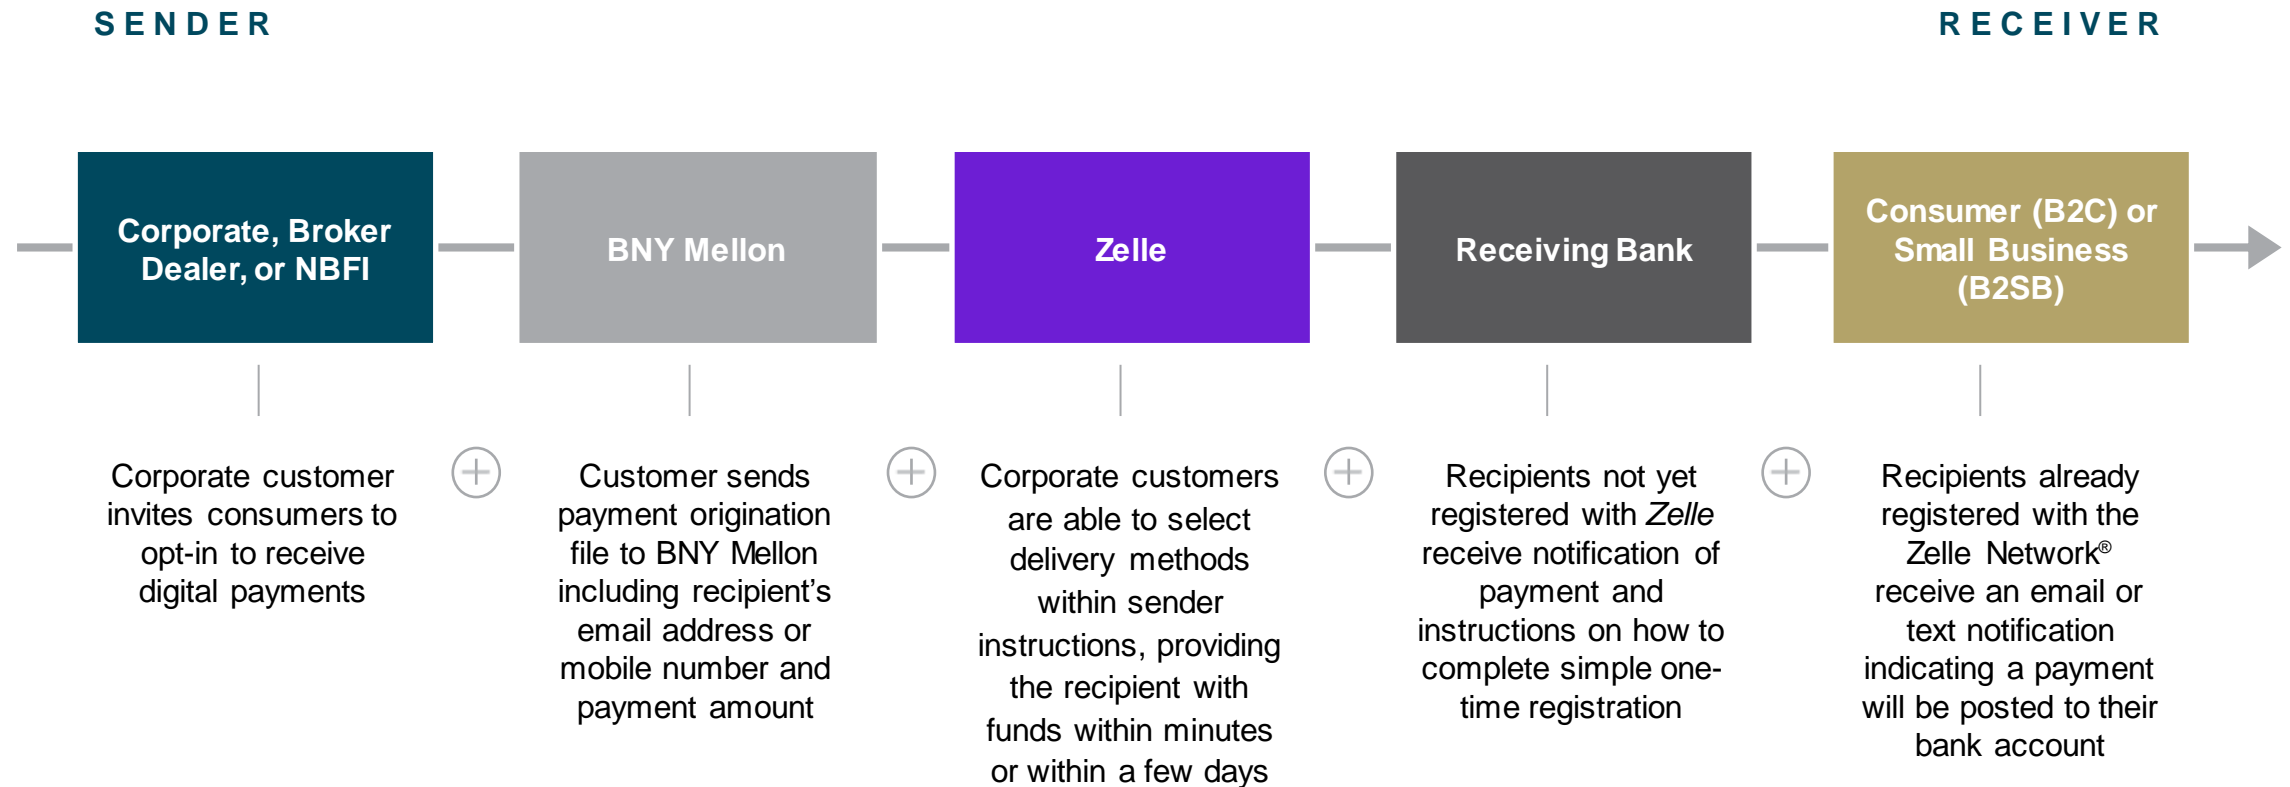 SENDER
RECEIVER
Corporate, Broker
Dealer, or NBFI
BNY Mellon
Zelle
Receiving Bank
Consumer (B2C) or
Small Business
(B2SB)
Corporate customer
invites consumers to
opt-in to receive
digital payments
Customer sends
payment origination
file to BNY Mellon
including recipient’s
email address or
mobile number and
payment amount
Corporate customers
are able to select
delivery methods
within sender
instructions, providing
the recipient with
funds within minutes
or within a few days
Recipients not yet
registered with Zelle
receive notification of
payment and
instructions on how to
complete simple one-
time registration
Recipients already
registered with the
Zelle Network®
receive an email or
text notification
indicating a payment
will be posted to their
bank account